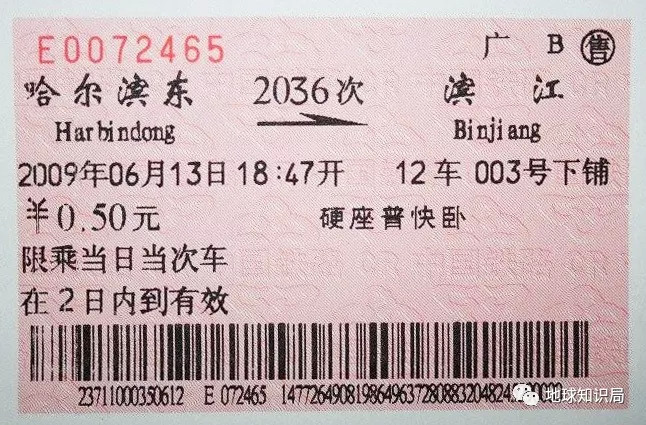 E0072465 广 B 售
哈尔滨东 2036次 滨江
Harbindong Binjiang
2009年06月13日18:47开 12车 003号下铺
￥0.50元 硬座普快卧
限乘当日当次车
在2日内到有效
23711000350612 E 072465
地球知识局